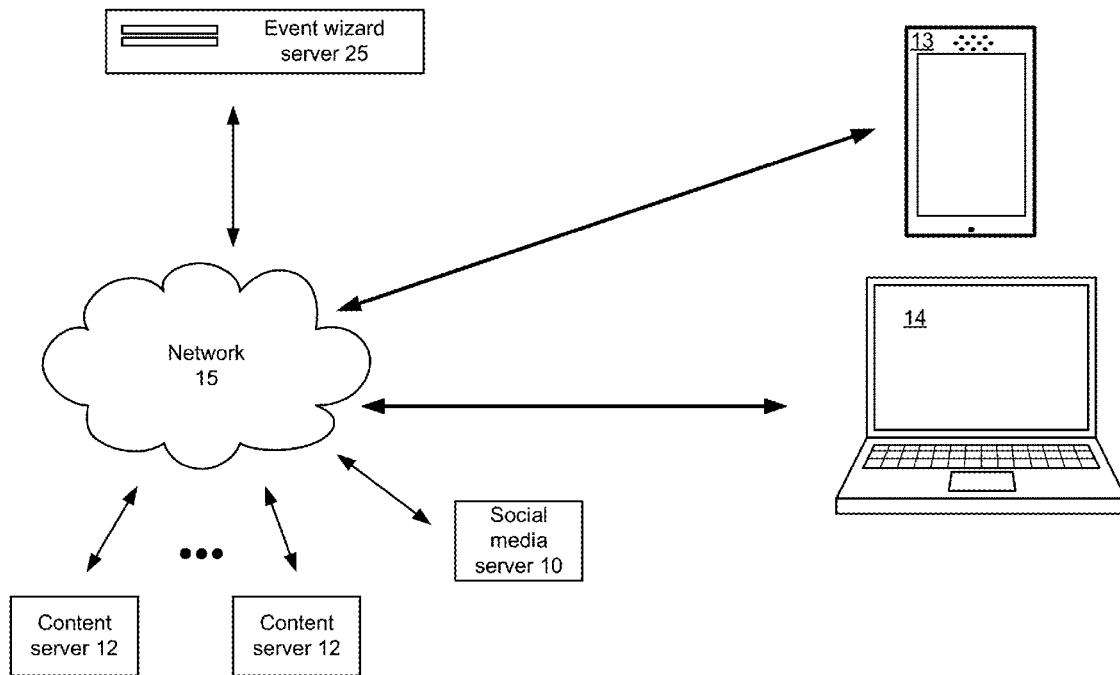 Event wizard
server 25
13
14
Network
15
Social
media
server 10
Content
server 12
Content
server 12